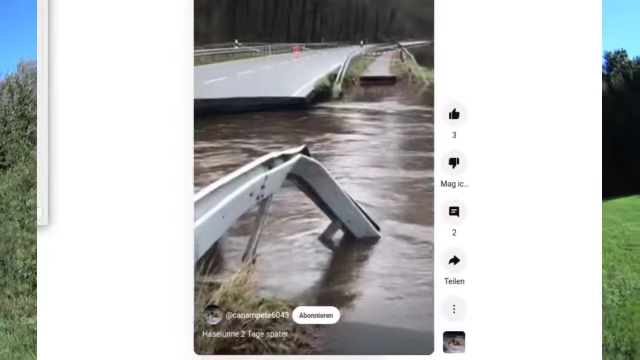 3
Mag ic...
2
Teilen
@canampete6043 Abonnieren
Haselünne 2 Tage später